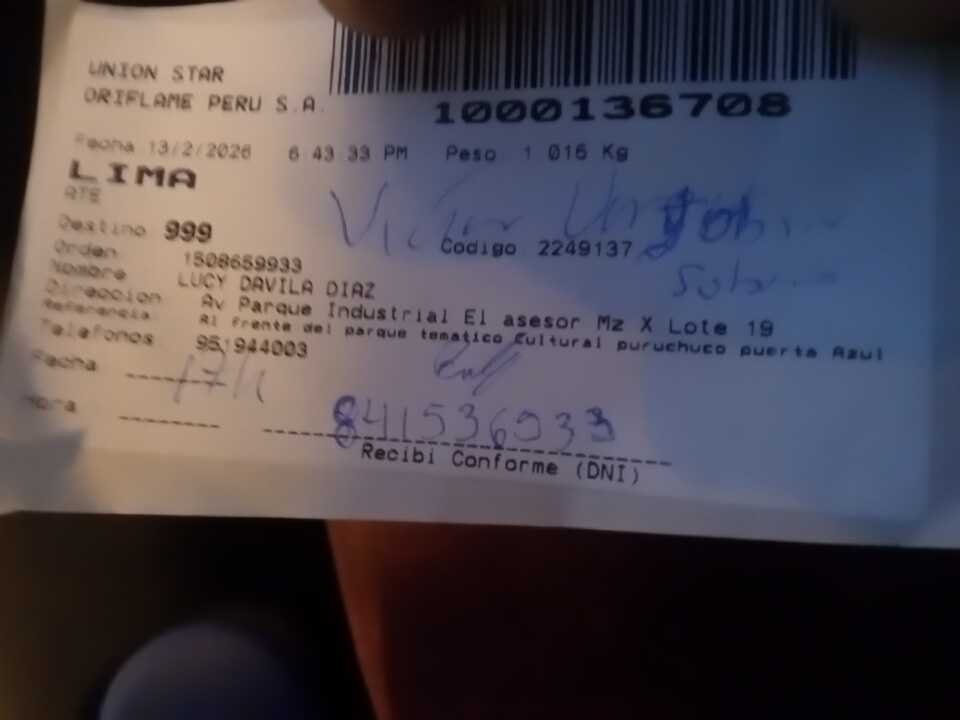 UNION STAR
ORIFLAME PERU S.A.
1000136708
Fecha 13/2/2026 6 43 33 PM Peso 1 015 Kg
LIMA
ATE
Destino 999
Codigo 2249137
Orden 1508659933
Nombre LUCY DAVILA DIAZ
Direccion Av Parque Industrial El asesor Mz X Lote 19
Referencia: Al frente del parque tematico Cultural puruchuco puerta Azul
Telefonos 951944003
Fecha
Hora
Recibi Conforme (DNI)